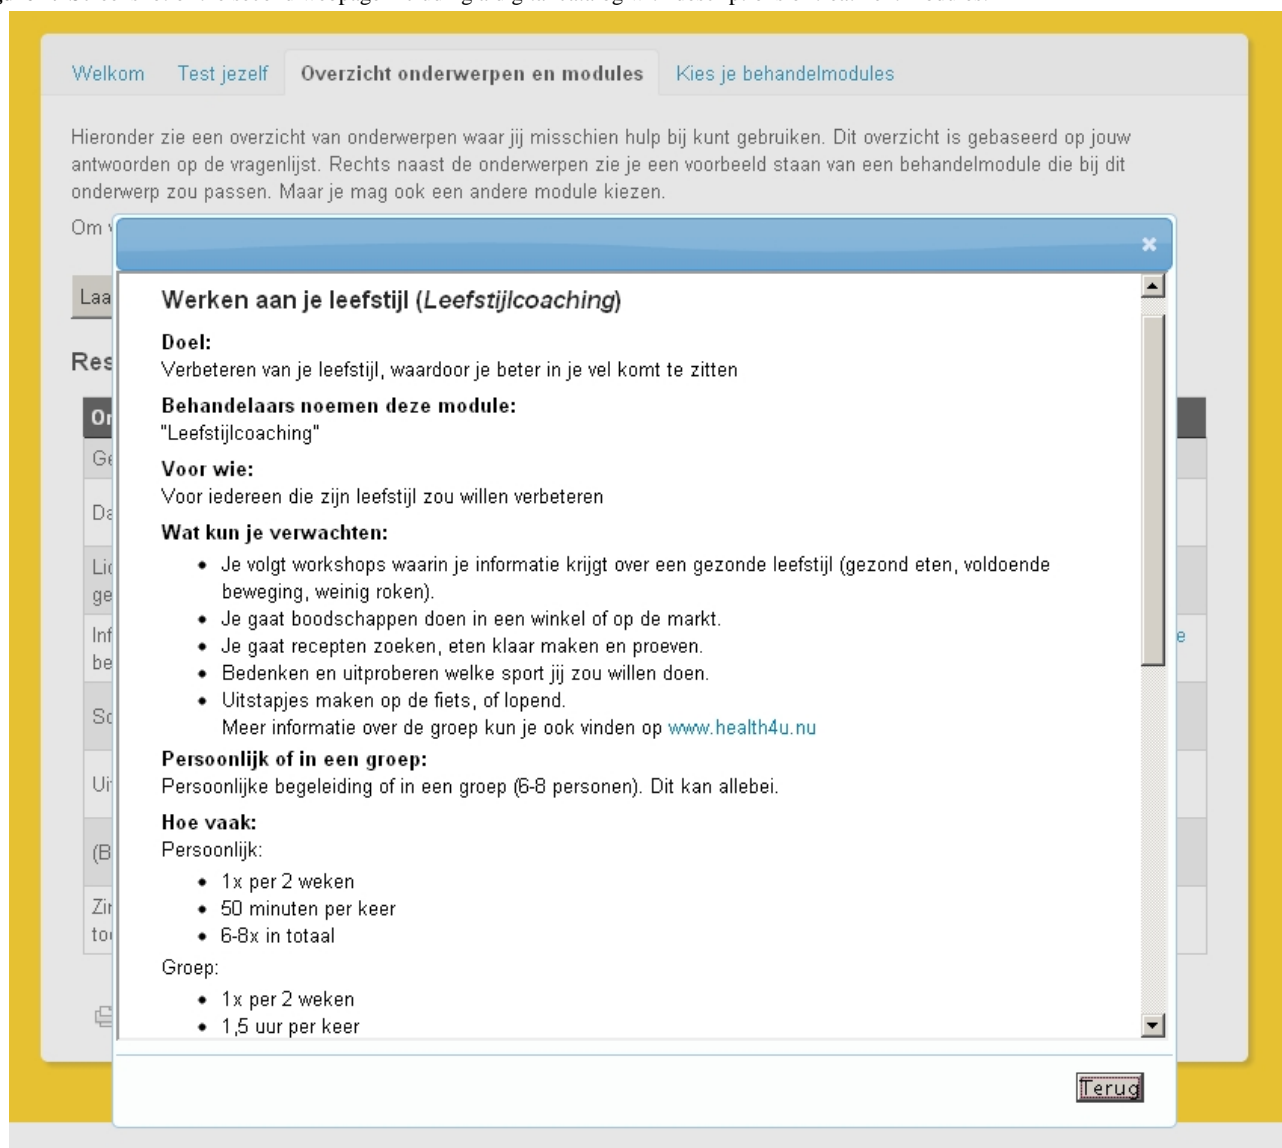 Welkom Test jezelf Overzicht onderwerpen en modules Kies je behandelmodules
Hieronder zie een overzicht van onderwerpen waar jij misschien hulp bij kunt gebruiken. Dit overzicht is gebaseerd op jouw
antwoorden op de vragenlijst. Rechts naast de onderwerpen zie je een voorbeeld staan van een behandelmodule die bij dit
onderwerp zou passen. Maar je mag ook een andere module kiezen.
Om
Werken aan je leefstijl (Leefstijlcoaching)
Doel:
Verbeteren van je leefstijl, waardoor je beter in je vel komt te zitten
Behandelaars noemen deze module:
"Leefstijlcoaching"
Voor wie:
Voor iedereen die zijn leefstijl zou willen verbeteren
Wat kun je verwachten:
• Je volgt workshops waarin je informatie krijgt over een gezonde leefstijl (gezond eten, voldoende
beweging, weinig roken).
• Je gaat boodschappen doen in een winkel of op de markt.
• Je gaat recepten zoeken, eten klaar maken en proeven.
• Bedenken en uitproberen welke sport jij zou willen doen.
• Uitstapjes maken op de fiets, of lopend.
Meer informatie over de groep kun je ook vinden op www.health4u.nu
Persoonlijk of in een groep:
Persoonlijke begeleiding of in een groep (6-8 personen). Dit kan allebei.
Hoe vaak:
Persoonlijk:
• 1x per 2 weken
• 50 minuten per keer
• 6-8x in totaal
Groep:
• 1x per 2 weken
• 1,5 uur per keer
Terug